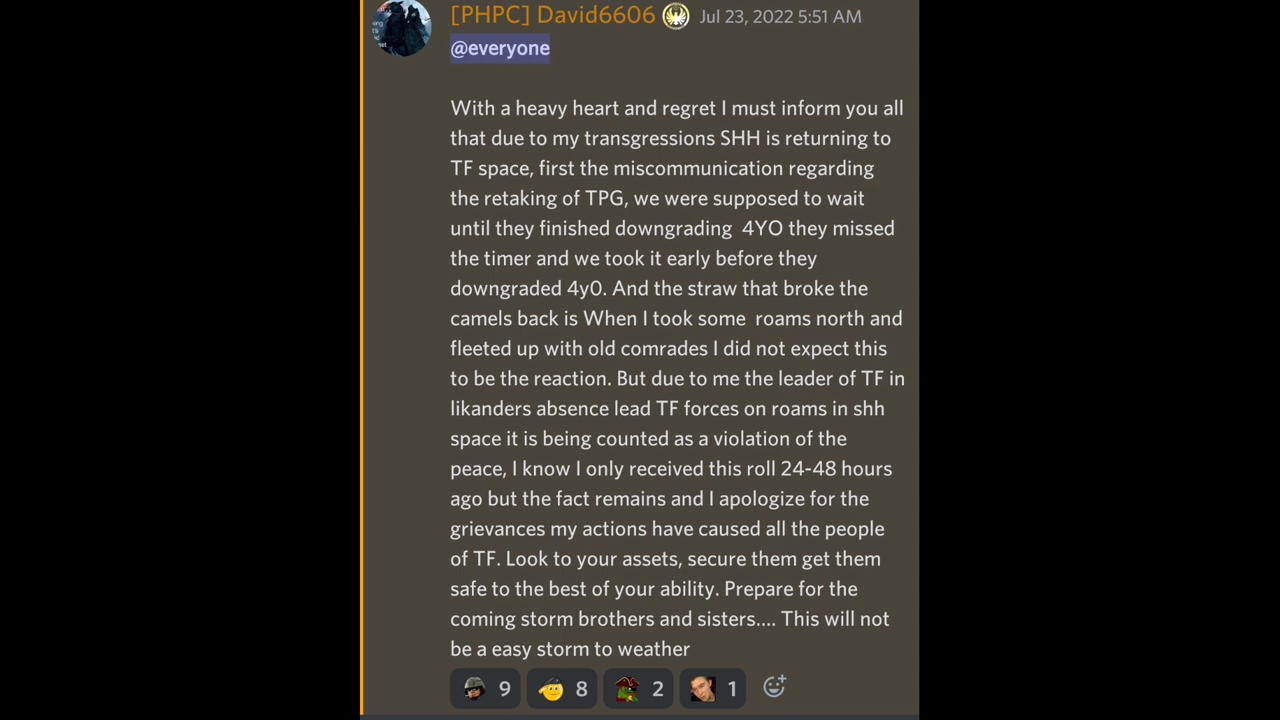 [PHPC] David6606 Jul 23, 2022 5:51 AM
@everyone
With a heavy heart and regret I must inform you all
that due to my transgressions SHH is returning to
TF space, first the miscommunication regarding
the retaking of TPG, we were supposed to wait
until they finished downgrading  4YO they missed
the timer and we took it early before they
downgraded 4y0. And the straw that broke the
camels back is When I took some  roams north and
fleeted up with old comrades I did not expect this
to be the reaction. But due to me the leader of TF in
likanders absence lead TF forces on roams in shh
space it is being counted as a violation of the
peace, I know I only received this roll 24-48 hours
ago but the fact remains and I apologize for the
grievances my actions have caused all the people
of TF. Look to your assets, secure them get them
safe to the best of your ability. Prepare for the
coming storm brothers and sisters.... This will not
be a easy storm to weather
9 8 2 1